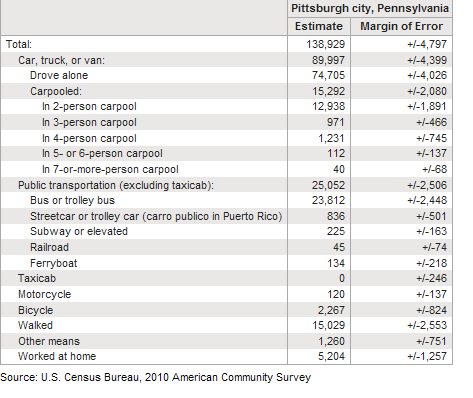 Pittsburgh city, Pennsylvania
Estimate Margin of Error
Total: 138,929 +/-4,797
Car, truck, or van: 89,997 +/-4,399
Drove alone 74,705 +/-4,026
Carpooled: 15,292 +/-2,080
In 2-person carpool 12,938 +/-1,891
In 3-person carpool 971 +/-466
In 4-person carpool 1,231 +/-745
In 5- or 6-person carpool 112 +/-137
In 7-or-more-person carpool 40 +/-68
Public transportation (excluding taxicab): 25,052 +/-2,506
Bus or trolley bus 23,812 +/-2,448
Streetcar or trolley car (carro publico in Puerto Rico) 836 +/-501
Subway or elevated 225 +/-163
Railroad 45 +/-74
Ferryboat 134 +/-218
Taxicab 0 +/-246
Motorcycle 120 +/-137
Bicycle 2,267 +/-824
Walked 15,029 +/-2,553
Other means 1,260 +/-751
Worked at home 5,204 +/-1,257
Source: U.S. Census Bureau, 2010 American Community Survey